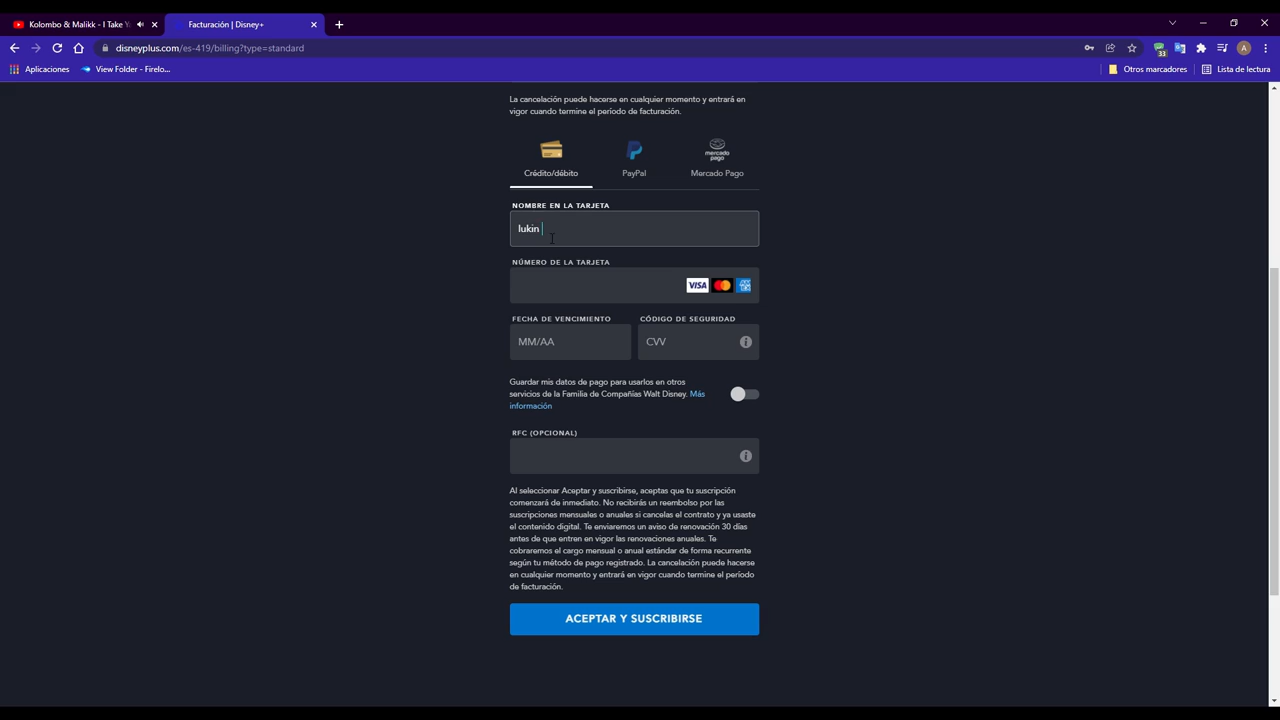 Kolombo & Malikk - I Take Y
Facturación | Disney+
disneyplus.com/es-419/billing?type=standard
33
A
Aplicaciones
View Folder - Firelo...
Otros marcadores
Lista de lectura
La cancelación puede hacerse en cualquier momento y entrará en
vigor cuando termine el período de facturación.
mercado
pago
Crédito/débito
PayPal
Mercado Pago
NOMBRE EN LA TARJETA
lukin
NÚMERO DE LA TARJETA
VISA
FECHA DE VENCIMIENTO
CÓDIGO DE SEGURIDAD
MM/AA
CVV
Guardar mis datos de pago para usarlos en otros
servicios de la Familia de Compañías Walt Disney. Más
información
RFC (OPCIONAL)
Al seleccionar Aceptar y suscribirse, aceptas que tu suscripción
comenzará de inmediato. No recibirás un reembolso por las
suscripciones mensuales o anuales si cancelas el contrato y ya usaste
el contenido digital. Te enviaremos un aviso de renovación 30 días
antes de que entren en vigor las renovaciones anuales. Te
cobraremos el cargo mensual o anual estándar de forma recurrente
según tu método de pago registrado. La cancelación puede hacerse
en cualquier momento y entrará en vigor cuando termine el período
de facturación.
ACEPTAR Y SUSCRIBIRSE